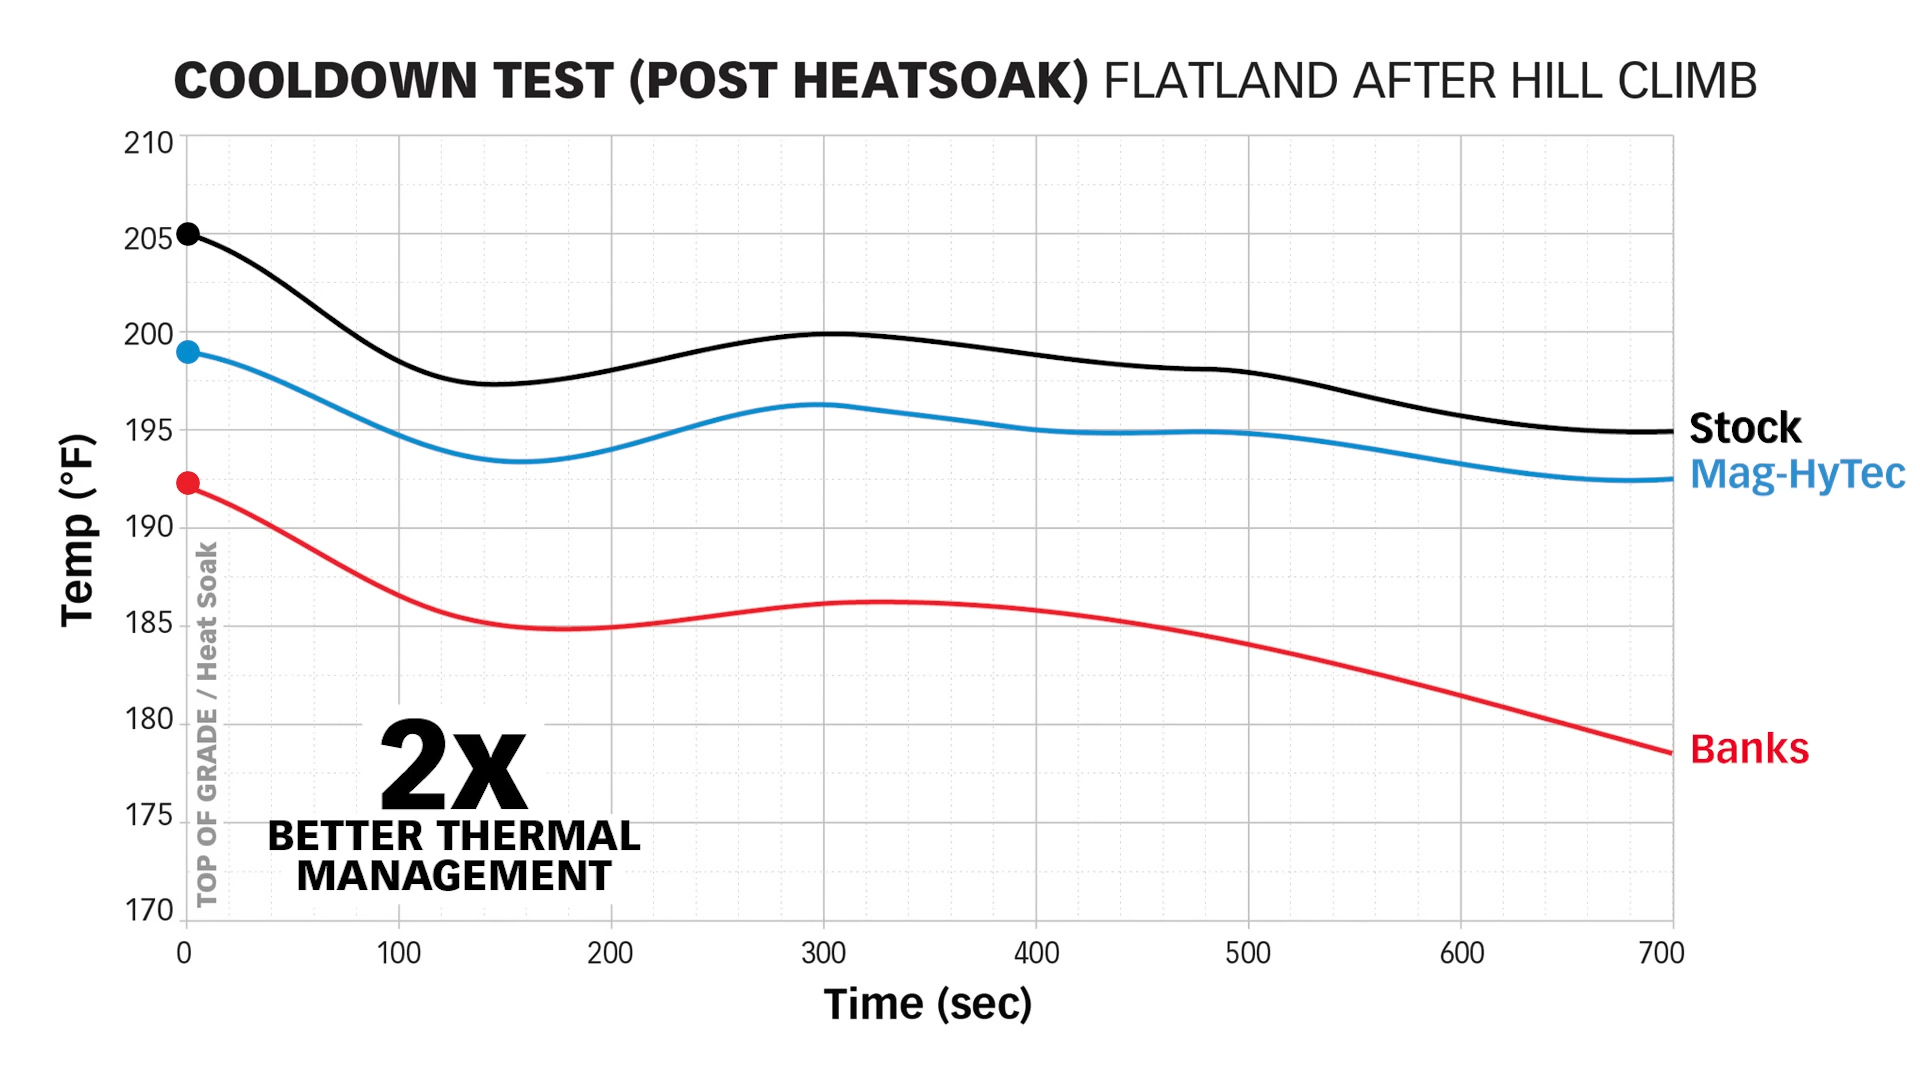 COOLDOWN TEST (POST HEATSOAK) FLATLAND AFTER HILL CLIMB
210
205
200
195
190
185
180
175
170
Temp (°F)
TOP OF GRADE / Heat Soak
2x
BETTER THERMAL
MANAGEMENT
Stock
Mag-HyTec
Banks
0 100 200 300 400 500 600 700
Time (sec)